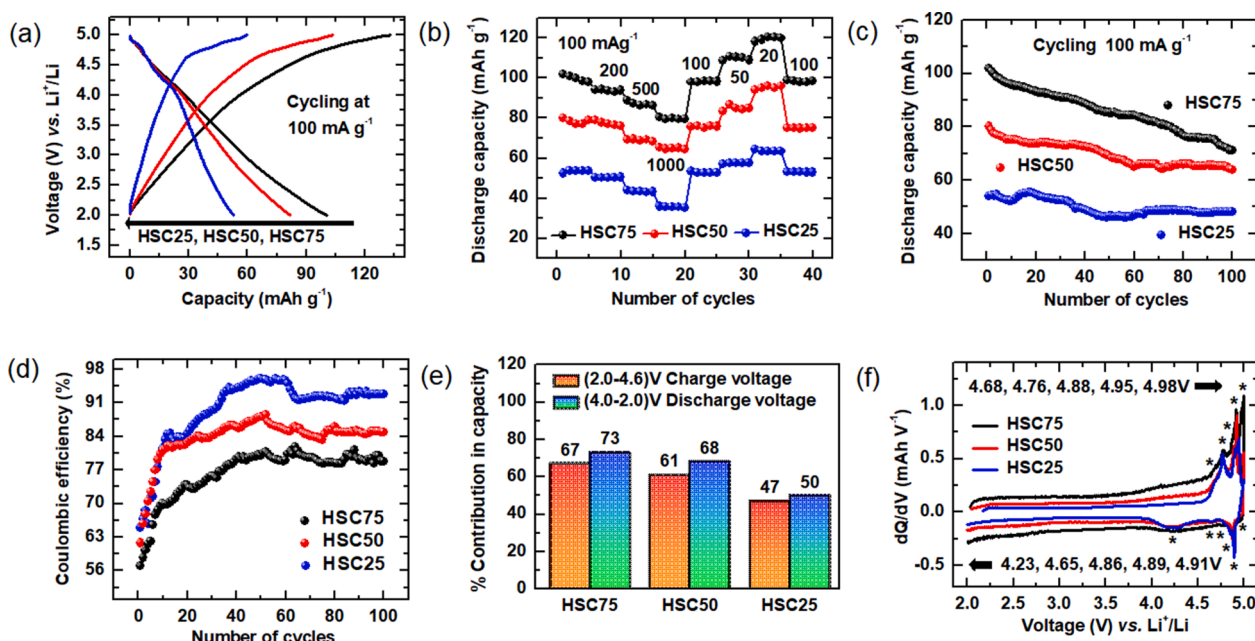 (a)
Voltage (V) vs. Li⁺/Li
5.0
4.5
4.0
3.5
3.0
2.5
2.0
1.5
Cycling at
100 mA g⁻¹
HSC25, HSC50, HSC75
0 30 60 90 120
Capacity (mAh g⁻¹)
(b)
Discharge capacity (mAh g⁻¹)
120
100
80
60
40
20
100 mAg⁻¹
200
500
1000
100
50
20
100
HSC75 HSC50 HSC25
0 10 20 30 40
Number of cycles
(c)
Discharge capacity (mAh g⁻¹)
120
100
80
60
40
Cycling 100 mA g⁻¹
HSC75
HSC50
HSC25
0 20 40 60 80 100
Number of cycles
(d)
Coulombic efficiency (%)
98
91
84
77
70
63
56
HSC75
HSC50
HSC25
0 20 40 60 80 100
Number of cycles
(e)
% Contribution in capacity
120
100
80
60
40
20
0
(2.0-4.6)V Charge voltage
(4.0-2.0)V Discharge voltage
67 73
61 68
47 50
HSC75 HSC50 HSC25
(f)
dQ/dV (mAh V⁻¹)
1.0
0.5
0.0
-0.5
4.68, 4.76, 4.88, 4.95, 4.98V
HSC75
HSC50
HSC25
4.23, 4.65, 4.86, 4.89, 4.91V
2.0 2.5 3.0 3.5 4.0 4.5 5.0
Voltage (V) vs. Li⁺/Li